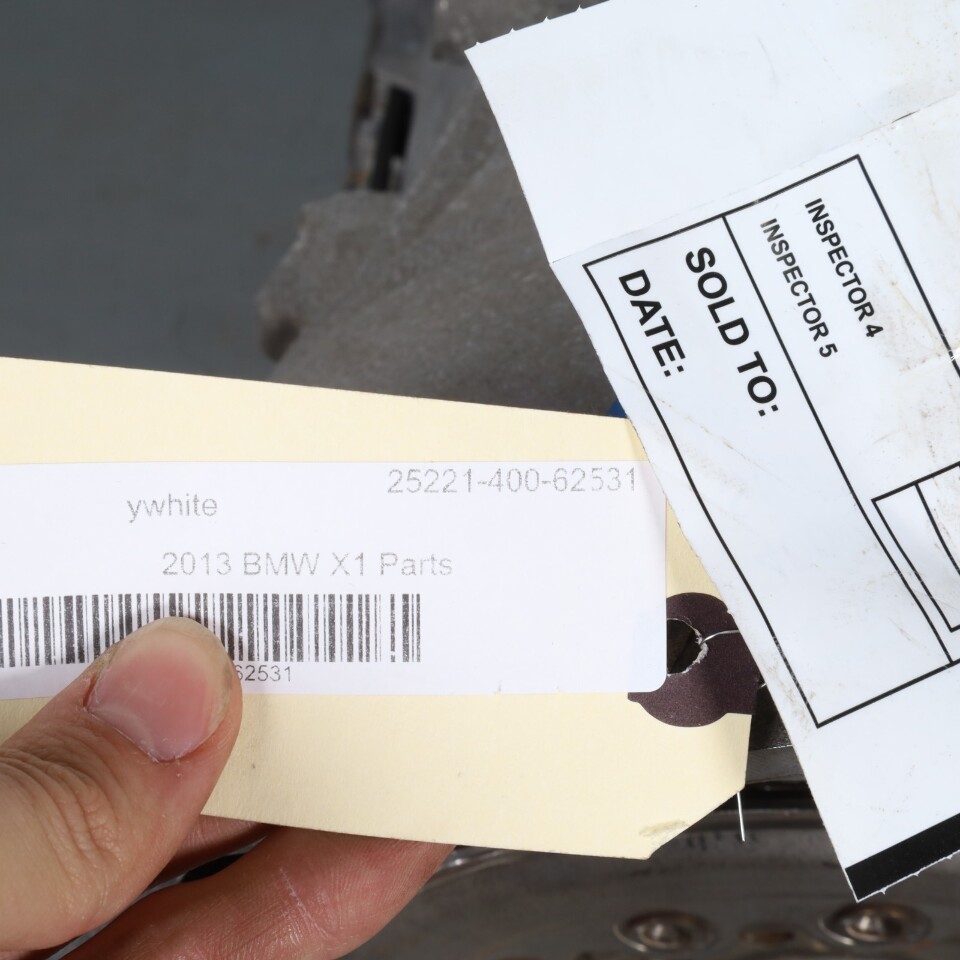 25221-400-62531
ywhite
2013 BMW X1 Parts
62531
INSPECTOR 4
INSPECTOR 5
SOLD TO:
DATE: